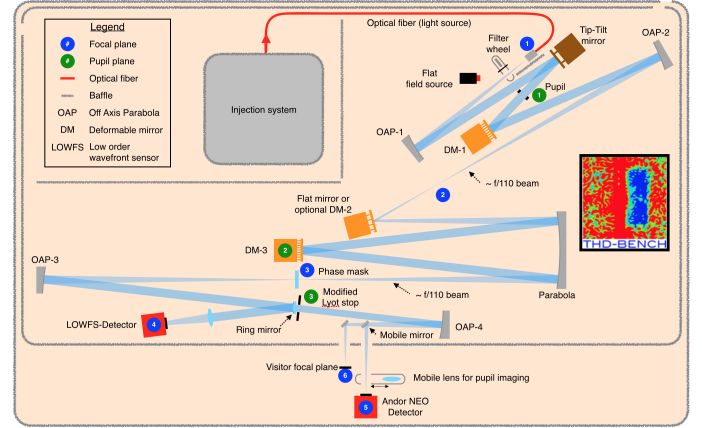 Legend
# Focal plane
# Pupil plane
Optical fiber
Baffle
OAP Off Axis Parabola
DM Deformable mirror
LOWFS Low order
wavefront sensor
Optical fiber (light source)
Injection system
Filter
wheel
1
Tip-Tilt
mirror
OAP-2
Flat
field source
1
Pupil
OAP-1
DM-1
2
~ f/110 beam
THD-BENCH
Flat mirror or
optional DM-2
DM-3
2
Parabola
OAP-3
3
Phase mask
3
Modified
Lyot stop
~ f/110 beam
LOWFS-Detector
4
Ring mirror
OAP-4
Mobile mirror
Visitor focal plane
6
Mobile lens for pupil imaging
5
Andor NEO
Detector